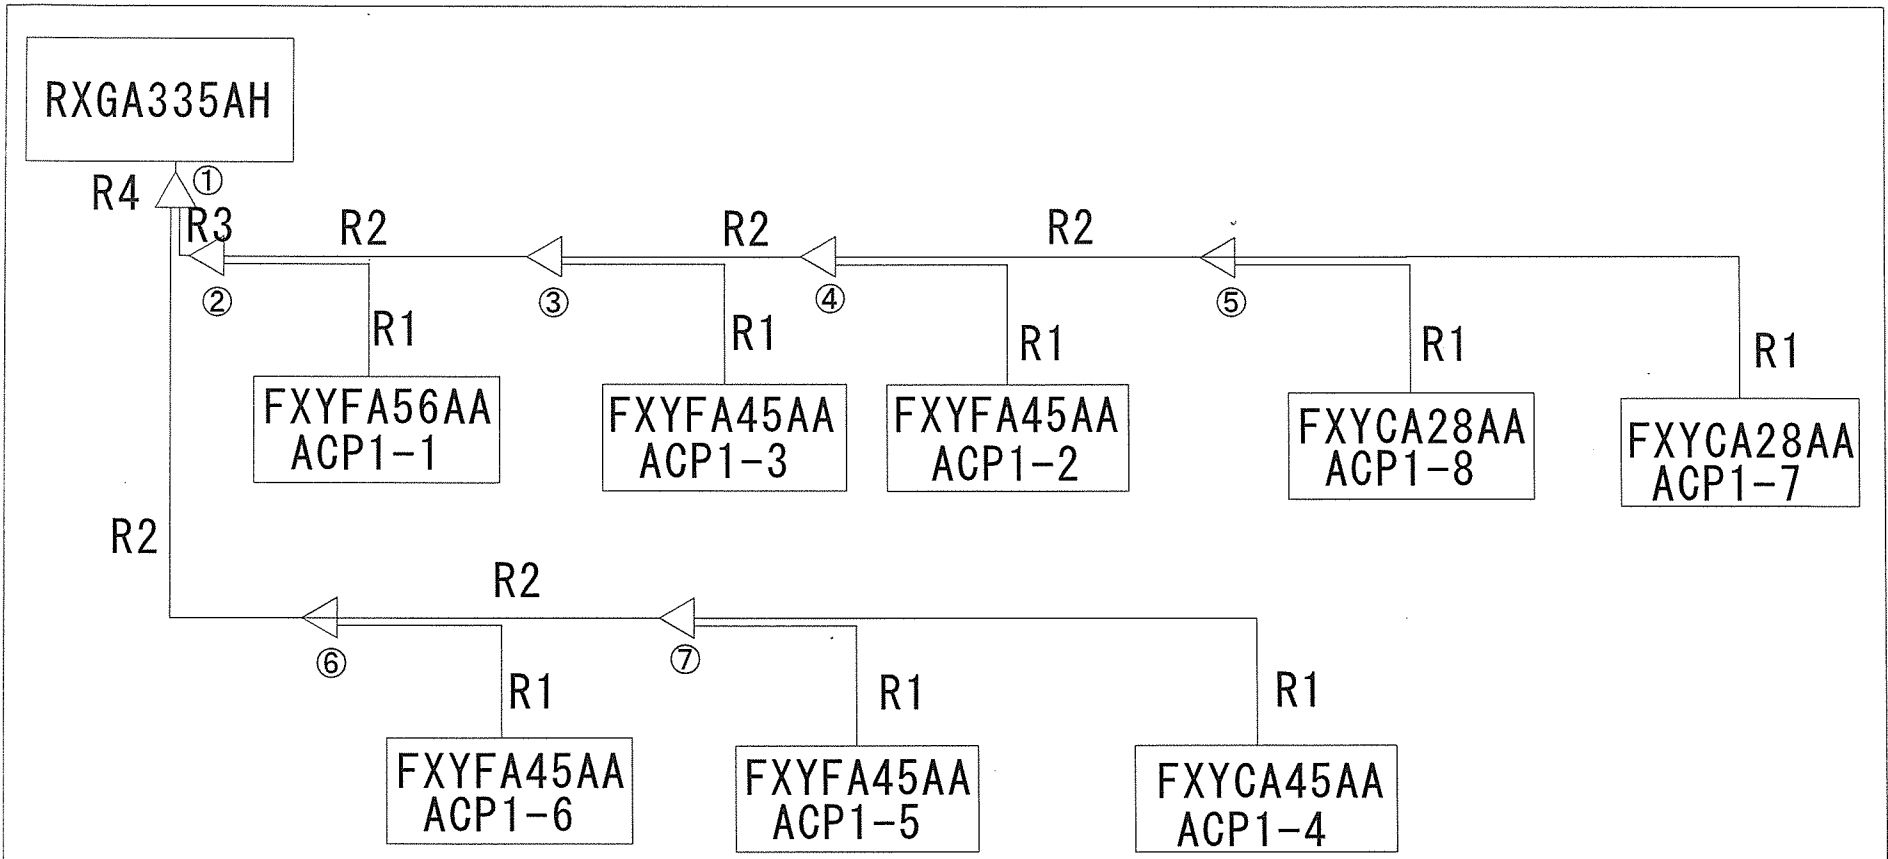 RXGA335AH
①
R4
R3
R2
R2
R2
②
③
④
⑤
R1
R1
R1
R1
R1
FXYFA56AA
ACP1-1
FXYFA45AA
ACP1-3
FXYFA45AA
ACP1-2
FXYCA28AA
ACP1-8
FXYCA28AA
ACP1-7
R2
R2
⑥
⑦
R1
R1
R1
FXYFA45AA
ACP1-6
FXYFA45AA
ACP1-5
FXYCA45AA
ACP1-4